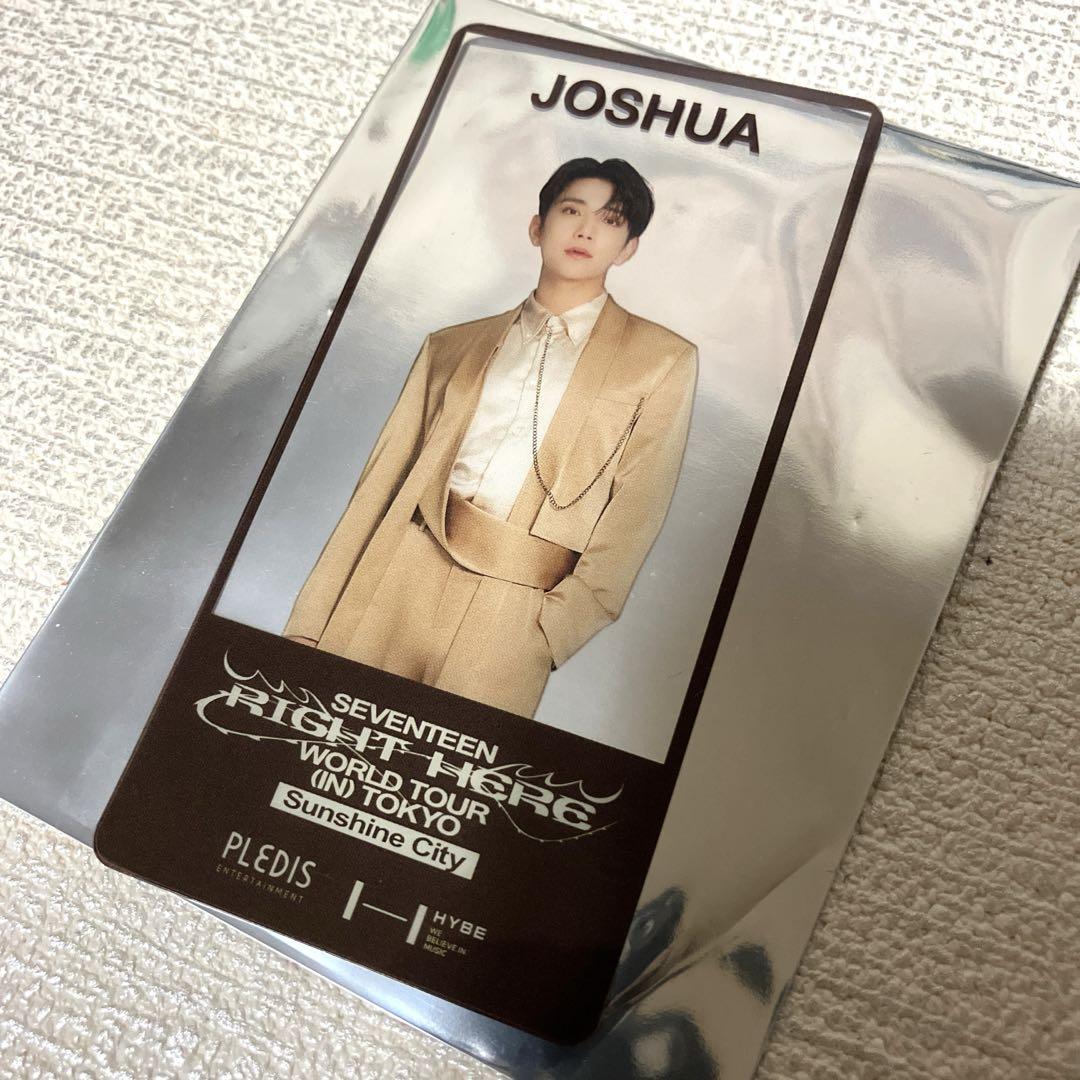 JOSHUA
SEVENTEEN
RIGHT HERE
WORLD TOUR
(IN) TOKYO
Sunshine City
PLEDIS
ENTERTAINMENT
HYBE
WE
BELIEVE IN
MUSIC